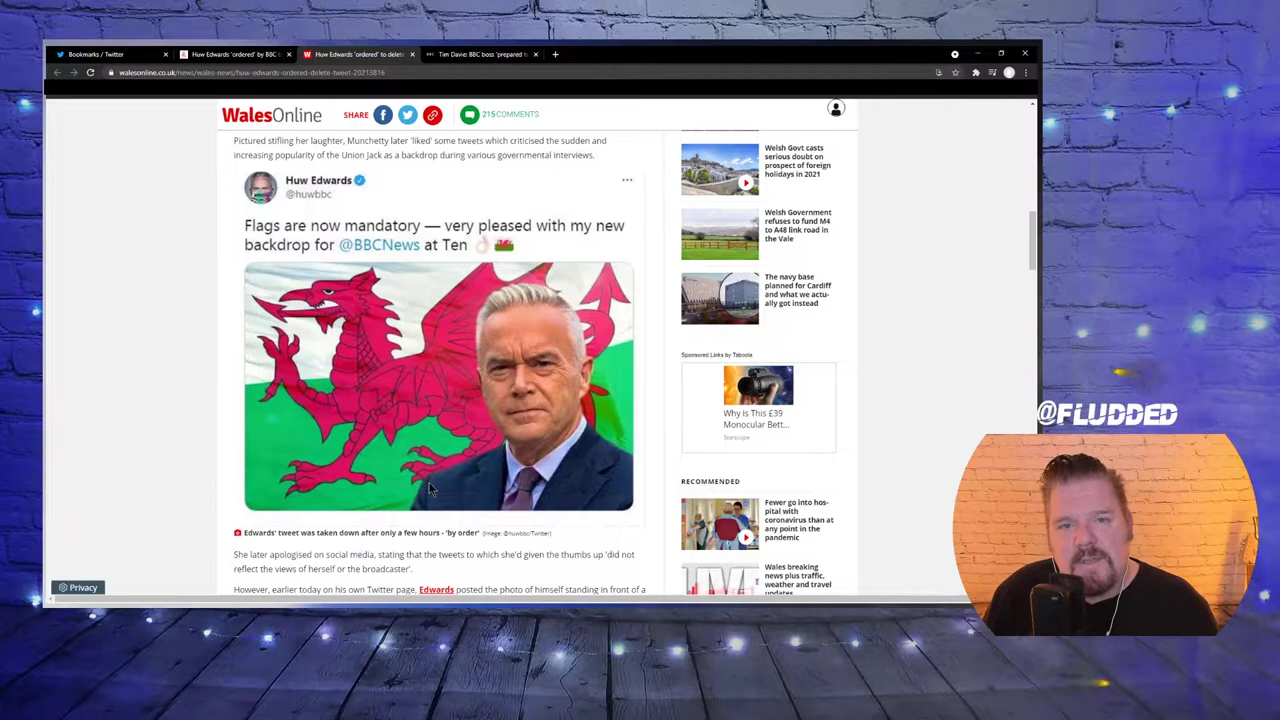 Bookmarks / Twitter
Huw Edwards 'ordered' by BBC t
Huw Edwards 'ordered' to delete
Tim Davie: BBC boss 'prepared to
walesonline.co.uk/news/wales-news/huw-edwards-ordered-delete-tweet-20213816
WalesOnline
SHARE
215 COMMENTS
Pictured stifling her laughter, Munchetty later 'liked' some tweets which criticised the sudden and
increasing popularity of the Union Jack as a backdrop during various governmental interviews.
Huw Edwards
@huwbbc
Flags are now mandatory — very pleased with my new
backdrop for @BBCNews at Ten
Edwards' tweet was taken down after only a few hours - 'by order' (Image: @huwbbc/Twitter)
She later apologised on social media, stating that the tweets to which she'd given the thumbs up 'did not
reflect the views of herself or the broadcaster'.
However, earlier today on his own Twitter page, Edwards posted the photo of himself standing in front of a
Privacy
Welsh Govt casts
serious doubt on
prospect of foreign
holidays in 2021
Welsh Government
refuses to fund M4
to A48 link road in
the Vale
The navy base
planned for Cardiff
and what we actu-
ally got instead
Sponsored Links by Taboola
Why Is This £39
Monocular Bett...
Starscope
RECOMMENDED
Fewer go into hos-
pital with
coronavirus than at
any point in the
pandemic
Wales breaking
news plus traffic,
weather and travel
updates
@FLUDDED